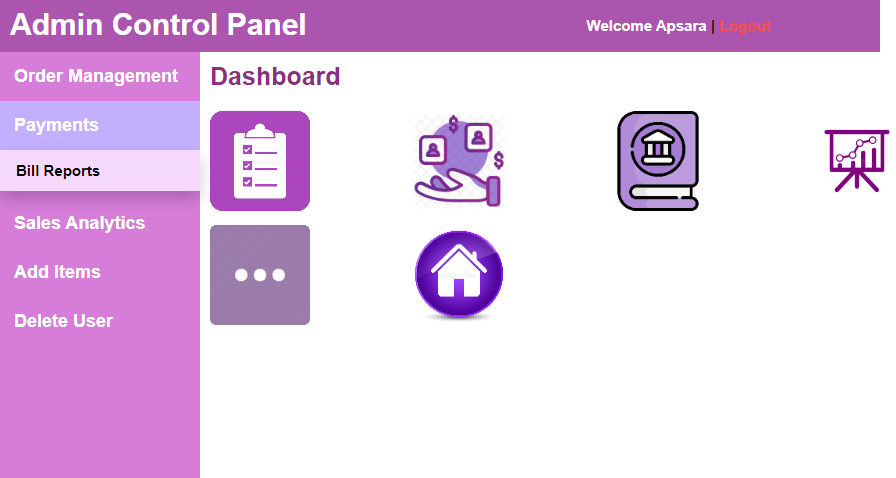 Admin Control Panel
Welcome Apsara | Logout
Order Management
Payments
Bill Reports
Sales Analytics
Add Items
Delete User
Dashboard
$
$